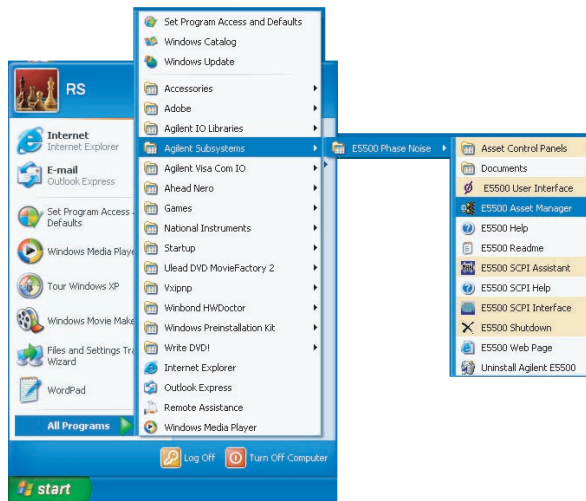 Set Program Access and Defaults
Windows Catalog
Windows Update
Accessories
Adobe
Agilent IO Libraries
Agilent Subsystems
Agilent Visa Com IO
Ahead Nero
Games
National Instruments
Startup
Ulead DVD MovieFactory 2
Vxipnp
Winbond HWDoctor
Windows Preinstallation Kit
Write DVD!
Internet Explorer
Outlook Express
Remote Assistance
Windows Media Player
RS
Internet
Internet Explorer
E-mail
Outlook Express
Set Program Access
Defaults
Windows Media Playe
Tour Windows XP
Windows Movie Make
Files and Settings Tra
Wizard
WordPad
All Programs
Log Off
Turn Off Computer
start
E5500 Phase Noise
Asset Control Panels
Documents
E5500 User Interface
E5500 Asset Manager
E5500 Help
E5500 Readme
E5500 SCPI Assistant
E5500 SCPI Help
E5500 SCPI Interface
E5500 Shutdown
E5500 Web Page
Uninstall Agilent E5500